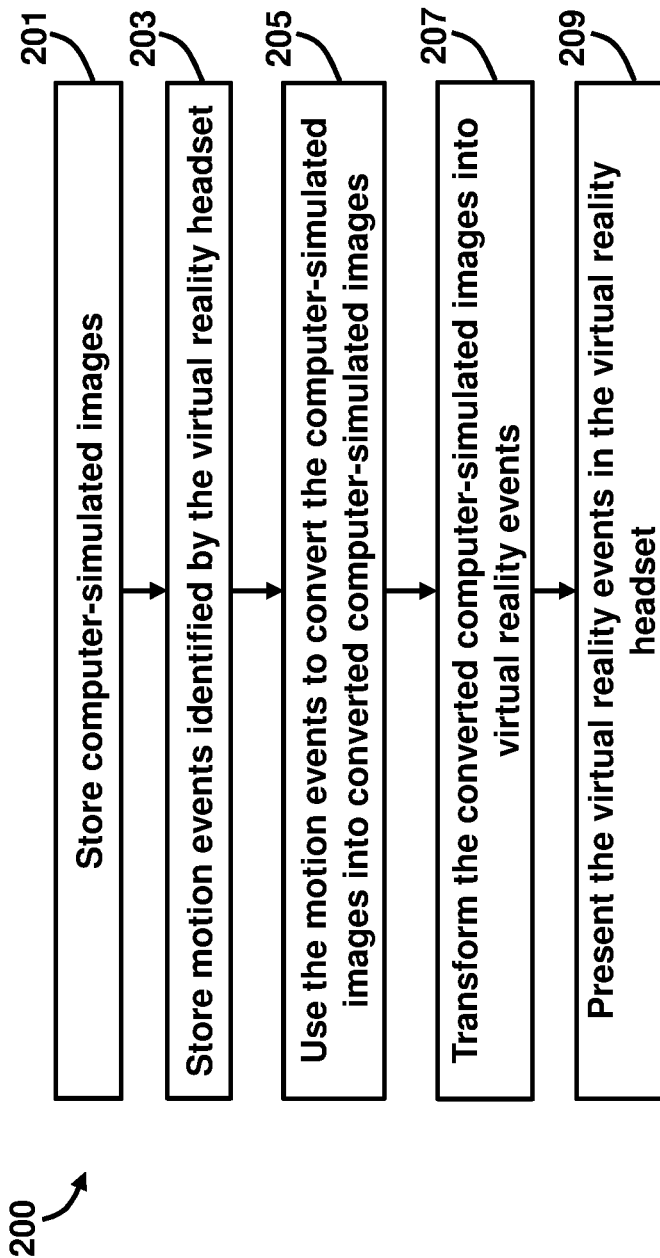 200
201
Store computer-simulated images
203
Store motion events identified by the virtual reality headset
205
Use the motion events to convert the computer-simulated
images into converted computer-simulated images
207
Transform the converted computer-simulated images into
virtual reality events
209
Present the virtual reality events in the virtual reality
headset